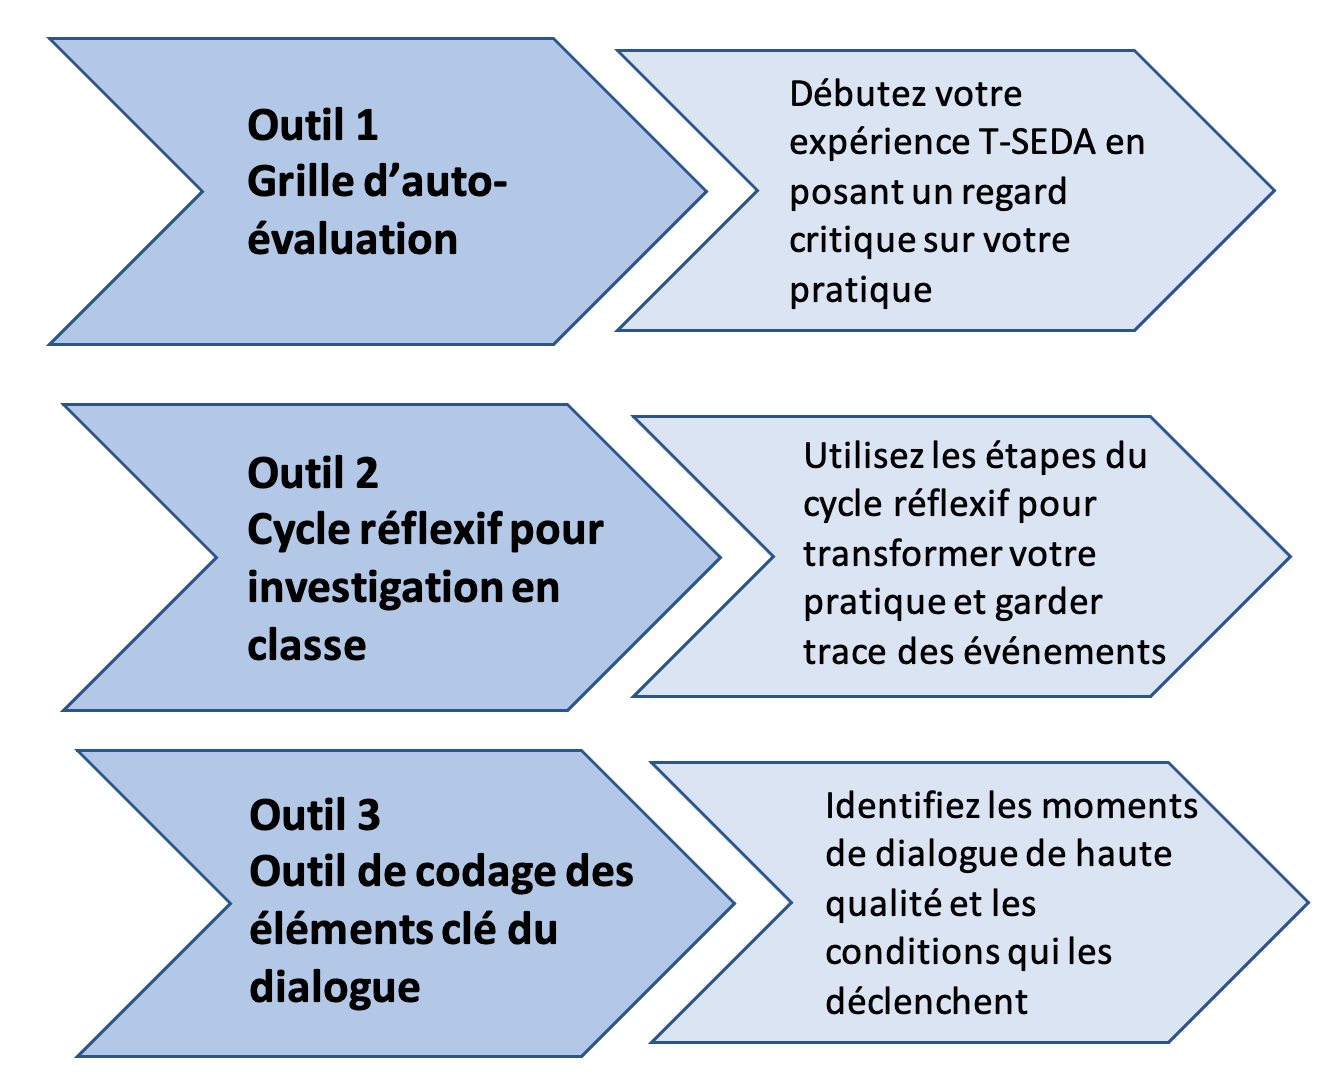 Outil 1
Grille d’auto-
évaluation
Débutez votre
expérience T-SEDA en
posant un regard
critique sur votre
pratique
Outil 2
Cycle réflexif pour
investigation en
classe
Utilisez les étapes du
cycle réflexif pour
transformer votre
pratique et garder
trace des événements
Outil 3
Outil de codage des
éléments clé du
dialogue
Identifiez les moments
de dialogue de haute
qualité et les
conditions qui les
déclenchent